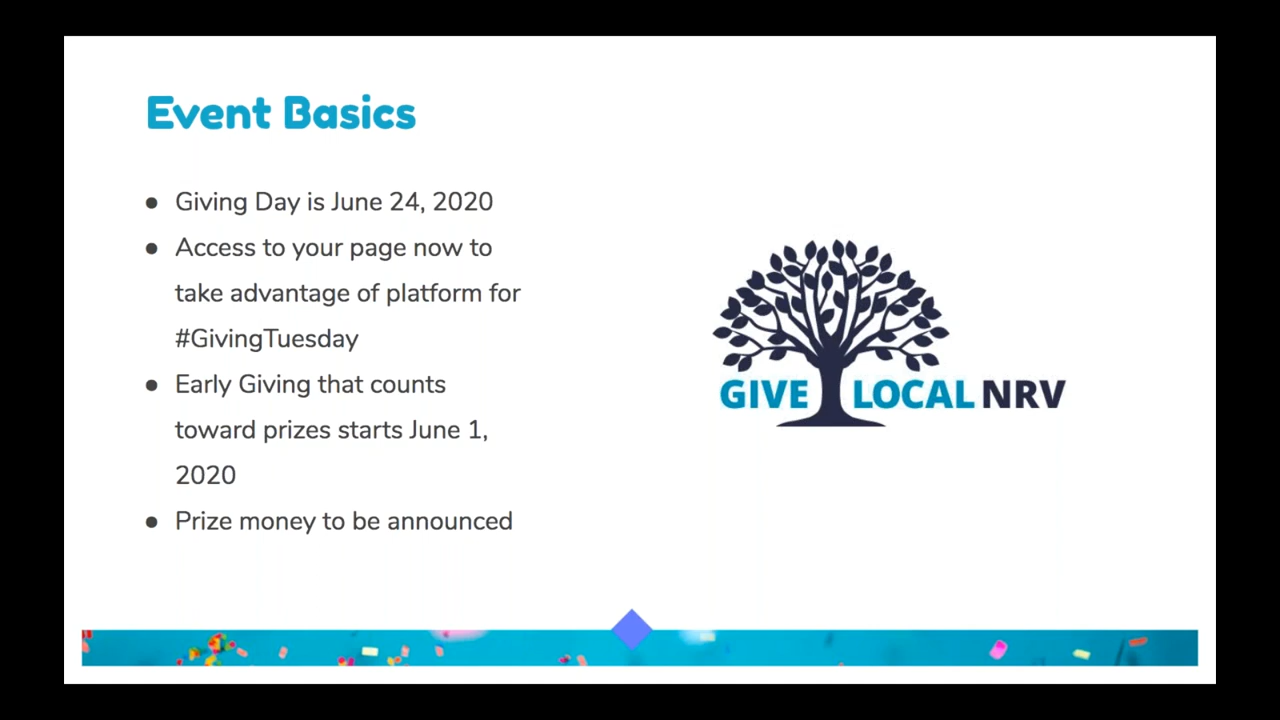 Event Basics
● Giving Day is June 24, 2020
● Access to your page now to
take advantage of platform for
#GivingTuesday
● Early Giving that counts
toward prizes starts June 1,
2020
● Prize money to be announced
GIVE LOCAL NRV